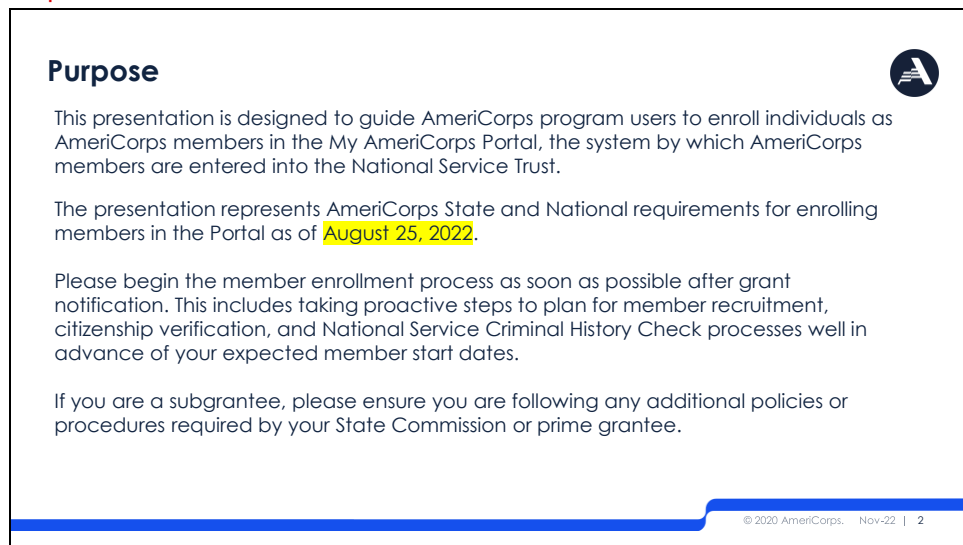 Purpose
This presentation is designed to guide AmeriCorps program users to enroll individuals as
AmeriCorps members in the My AmeriCorps Portal, the system by which AmeriCorps
members are entered into the National Service Trust.
The presentation represents AmeriCorps State and National requirements for enrolling
members in the Portal as of August 25, 2022.
Please begin the member enrollment process as soon as possible after grant
notification. This includes taking proactive steps to plan for member recruitment,
citizenship verification, and National Service Criminal History Check processes well in
advance of your expected member start dates.
If you are a subgrantee, please ensure you are following any additional policies or
procedures required by your State Commission or prime grantee.
© 2020 AmeriCorps. Nov-22 | 2